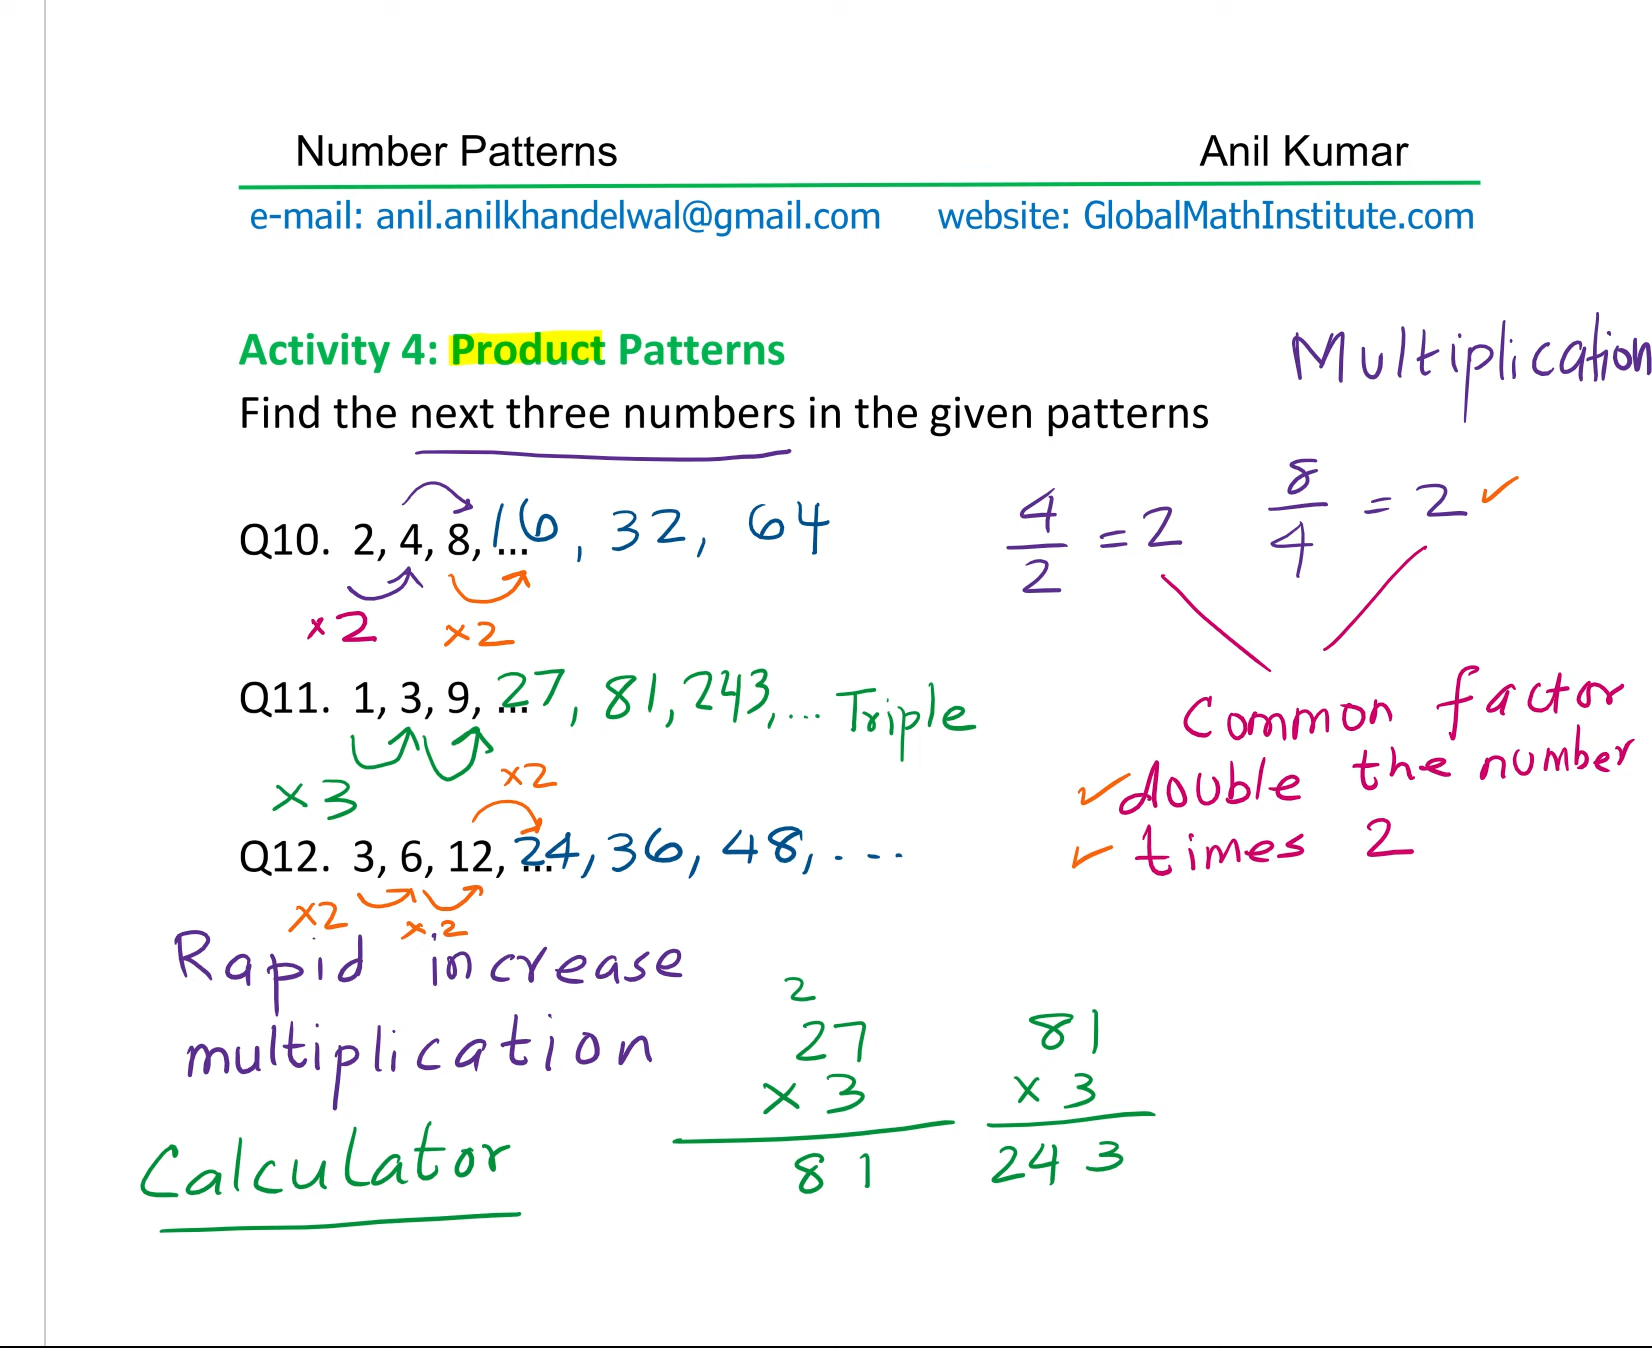 Number Patterns Anil Kumar
e-mail: anil.anilkhandelwal@gmail.com website: GlobalMathInstitute.com
Activity 4: Product Patterns
Multiplication
Find the next three numbers in the given patterns
Q10. 2, 4, 8, ... 16, 32, 64
×2 ×2
4/2 = 2 8/4 = 2 ✓
Common factor
✓ double the number
✓ times 2
Q11. 1, 3, 9, ... 27, 81, 243, ... Triple
×3
×2
Q12. 3, 6, 12, ... 24, 36, 48, ...
×2 ×2
Rapid increase
multiplication
Calculator
2
27
× 3
81
81
× 3
243